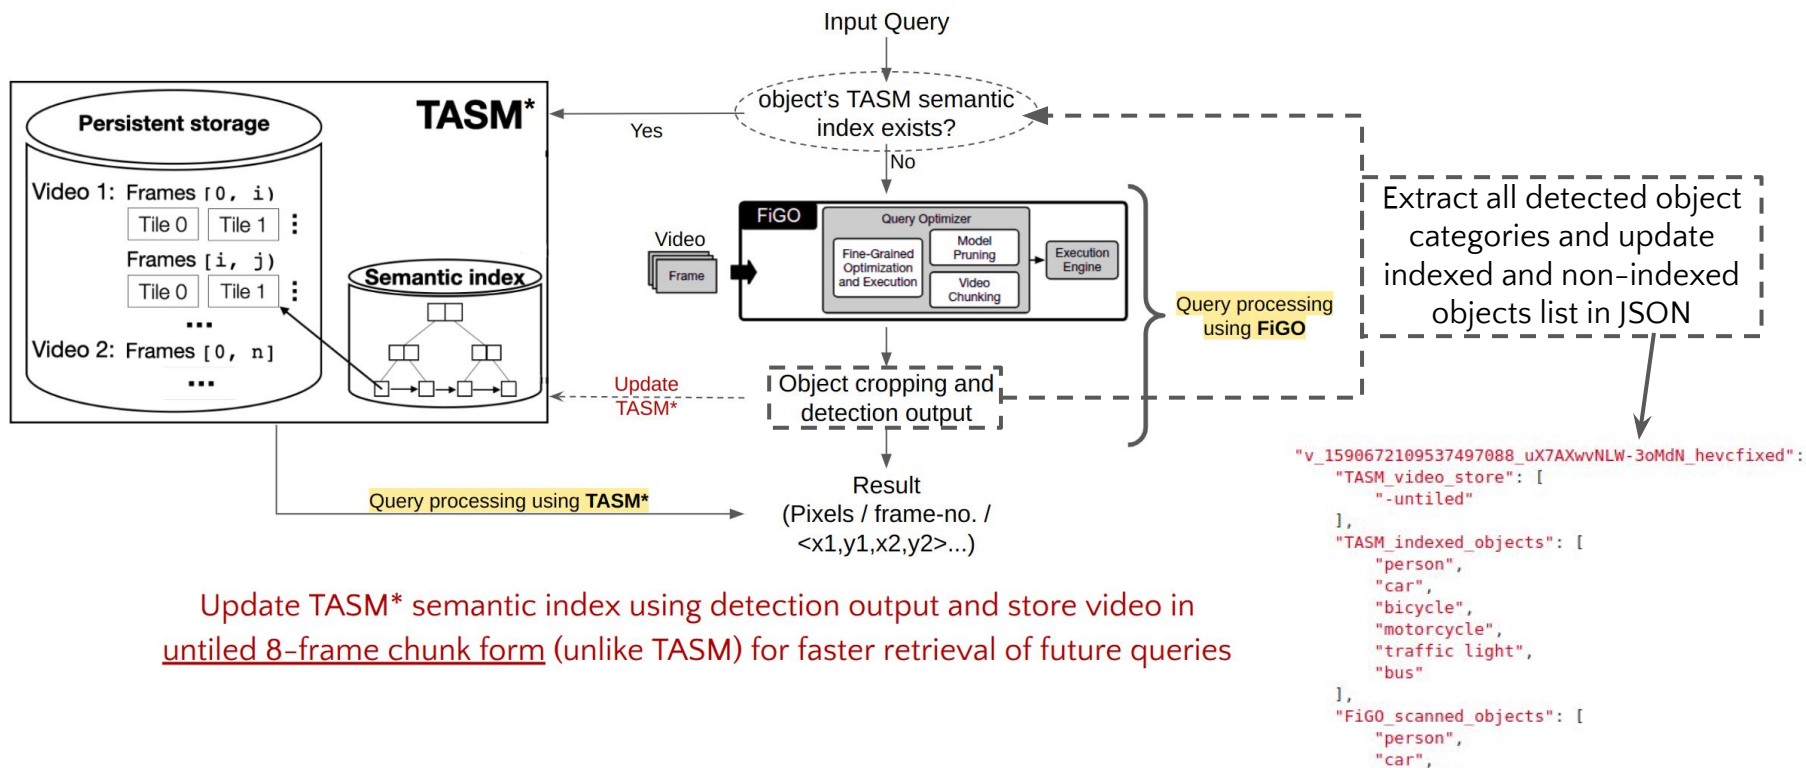 Input Query
object's TASM semantic
index exists?
Yes
No
TASM*
Persistent storage
Video 1: Frames [0, i)
Tile 0 Tile 1
Frames [i, j)
Tile 0 Tile 1
...
Video 2: Frames [0, n]
...
Semantic index
Video
Frame
FiGO
Query Optimizer
Fine-Grained
Optimization
and Execution
Model
Pruning
Video
Chunking
Execution
Engine
Query processing
using FiGO
Extract all detected object
categories and update
indexed and non-indexed
objects list in JSON
Update
TASM*
Object cropping and
detection output
Query processing using TASM*
Result
(Pixels / frame-no. /
<x1,y1,x2,y2>...)
Update TASM* semantic index using detection output and store video in
untiled 8-frame chunk form (unlike TASM) for faster retrieval of future queries
"v_1590672109537497088_uX7AXwvNLW-3oMdN_hevcfixed":
"TASM_video_store": [
"-untiled"
],
"TASM_indexed_objects": [
"person",
"car",
"bicycle",
"motorcycle",
"traffic light",
"bus"
],
"FiGO_scanned_objects": [
"person",
"car",